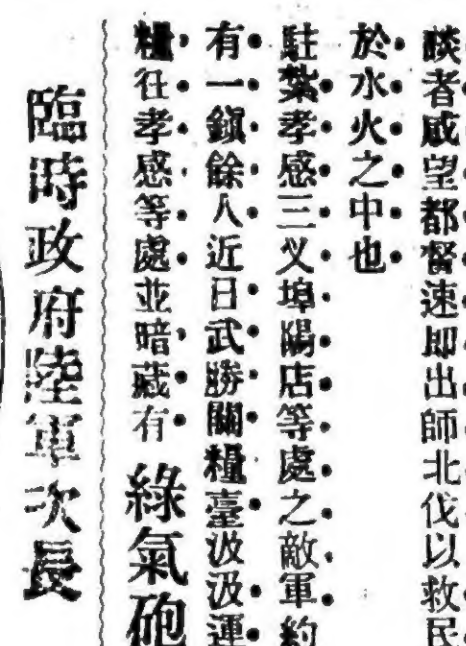 談者咸望都督速即出師北伐以救民
於水火之中也
駐紮孝感三义埠陽店等處之敵軍約
有一鎮餘人近日武勝關糧臺汲汲運
糧往孝感等處並暗藏有 綠氣砲
臨時政府陸軍次長